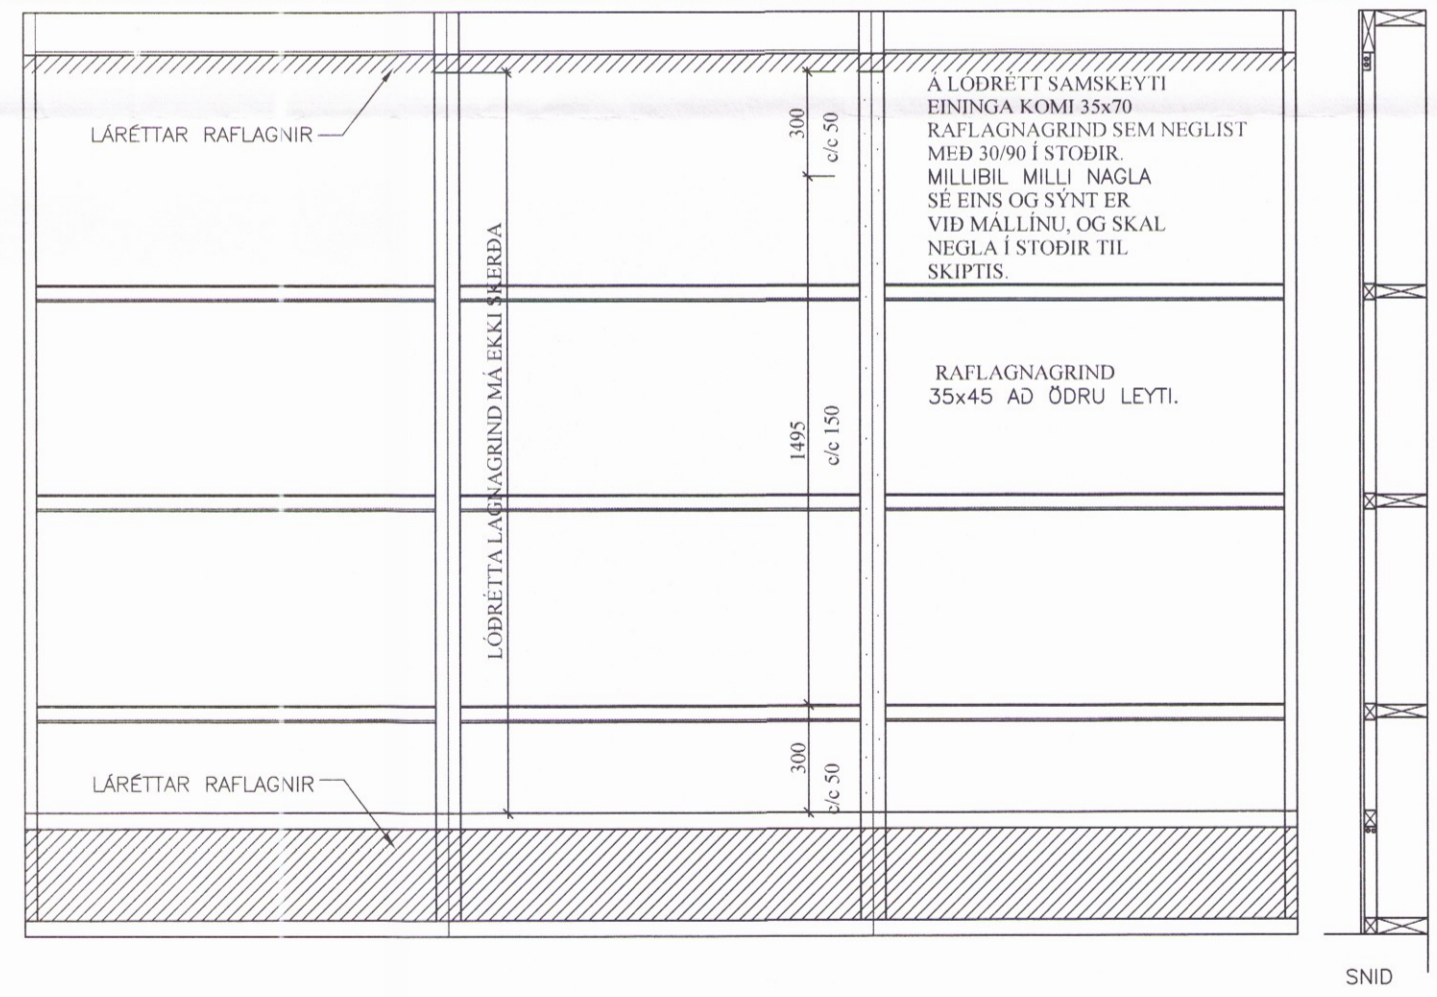 LÁRÉTTAR RAFLAGNIR
LÓÐRÉTTA LAGNAGRIND MÁ EKKI SKERÐA
300
c/c 50
1495
c/c 150
300
c/c 50
Á LÓÐRÉTT SAMSKEYTI
EININGA KOMI 35x70
RAFLAGNAGRIND SEM NEGLIST
MEÐ 30/90 Í STOÐIR.
MILLIBIL MILLI NAGLA
SÉ EINS OG SÝNT ER
VIÐ MÁLLÍNU, OG SKAL
NEGLA Í STOÐIR TIL
SKIPTIS.
RAFLAGNAGRIND
35x45 AÐ ÖDRU LEYTI.
LÁRÉTTAR RAFLAGNIR
SNID